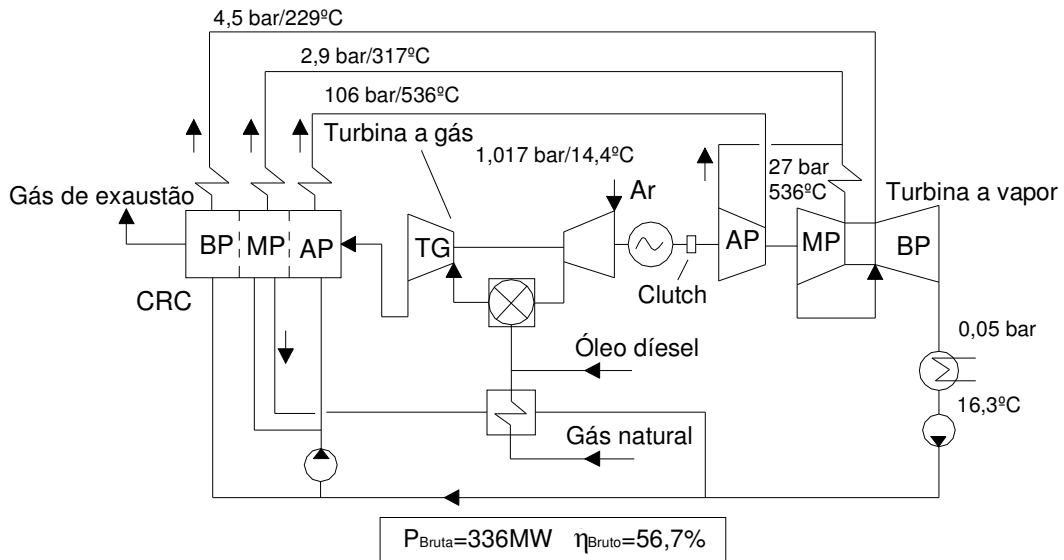 4,5 bar/229ºC
2,9 bar/317ºC
106 bar/536ºC
Turbina a gás
1,017 bar/14,4ºC
27 bar
536ºC
Ar
Turbina a vapor
Gás de exaustão
BP
MP
AP
TG
AP
MP
BP
Clutch
CRC
0,05 bar
Óleo díesel
16,3ºC
Gás natural
PBruta=336MW ηBruto=56,7%